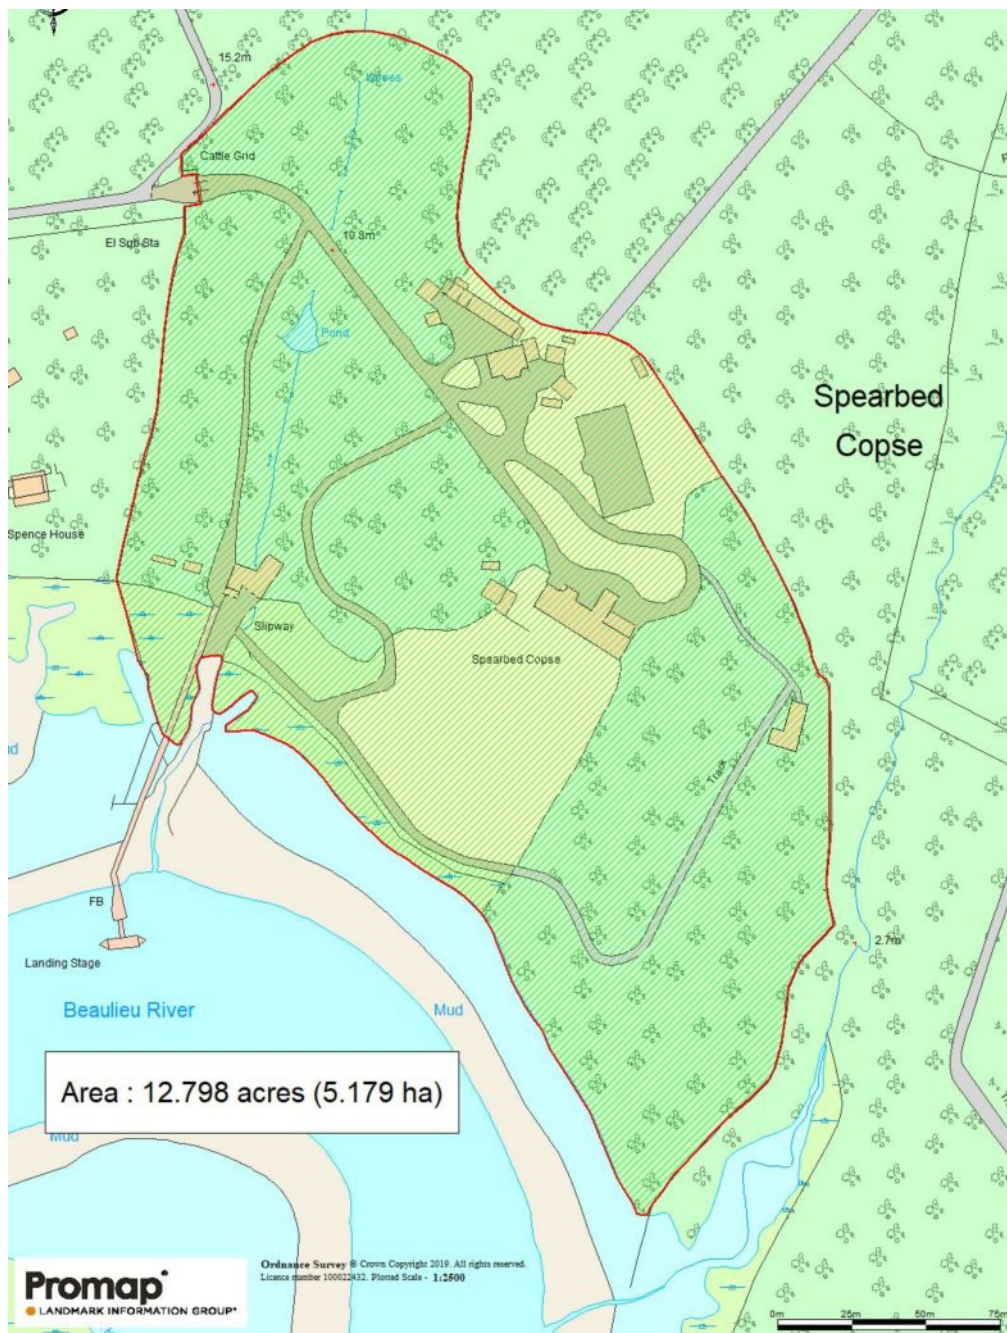 15.2m
Issues
Cattle Grid
El Sub Sta
10.8m
Pond
Spearbed
Copse
Spence House
Slipway
Spearbed Copse
Track
FB
2.7m
Landing Stage
Beaulieu River
Mud
Area : 12.798 acres (5.179 ha)
Mud
Promap
LANDMARK INFORMATION GROUP
Ordnance Survey © Crown Copyright 2019. All rights reserved.
Licence number 100022432. Plotted Scale - 1:2500
0m 25m 50m 75m